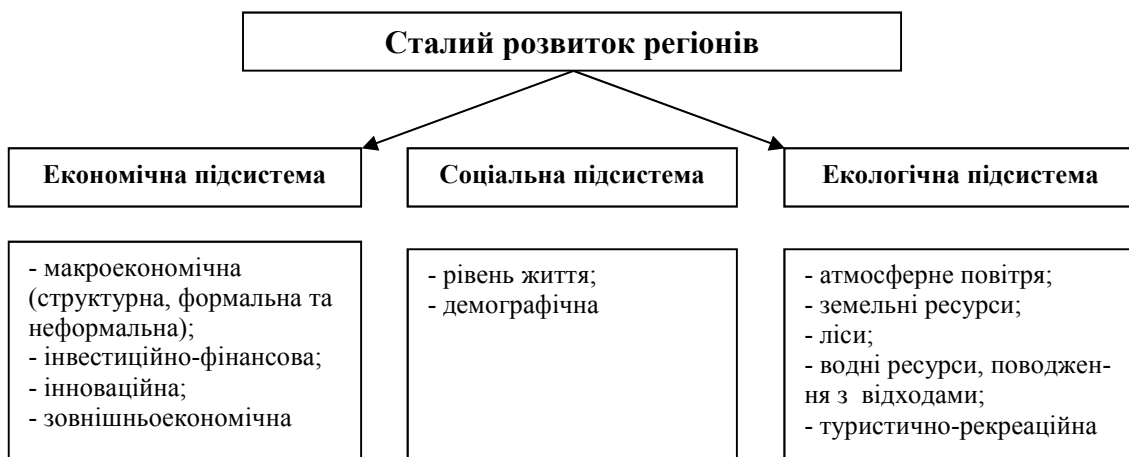 Сталий розвиток регіонів
Економічна підсистема
Соціальна підсистема
Екологічна підсистема
- макроекономічна
(структурна, формальна та
неформальна);
- інвестиційно-фінансова;
- інноваційна;
- зовнішньоекономічна
- рівень життя;
- демографічна
- атмосферне повітря;
- земельні ресурси;
- ліси;
- водні ресурси, поводжен-
ня з відходами;
- туристично-рекреаційна